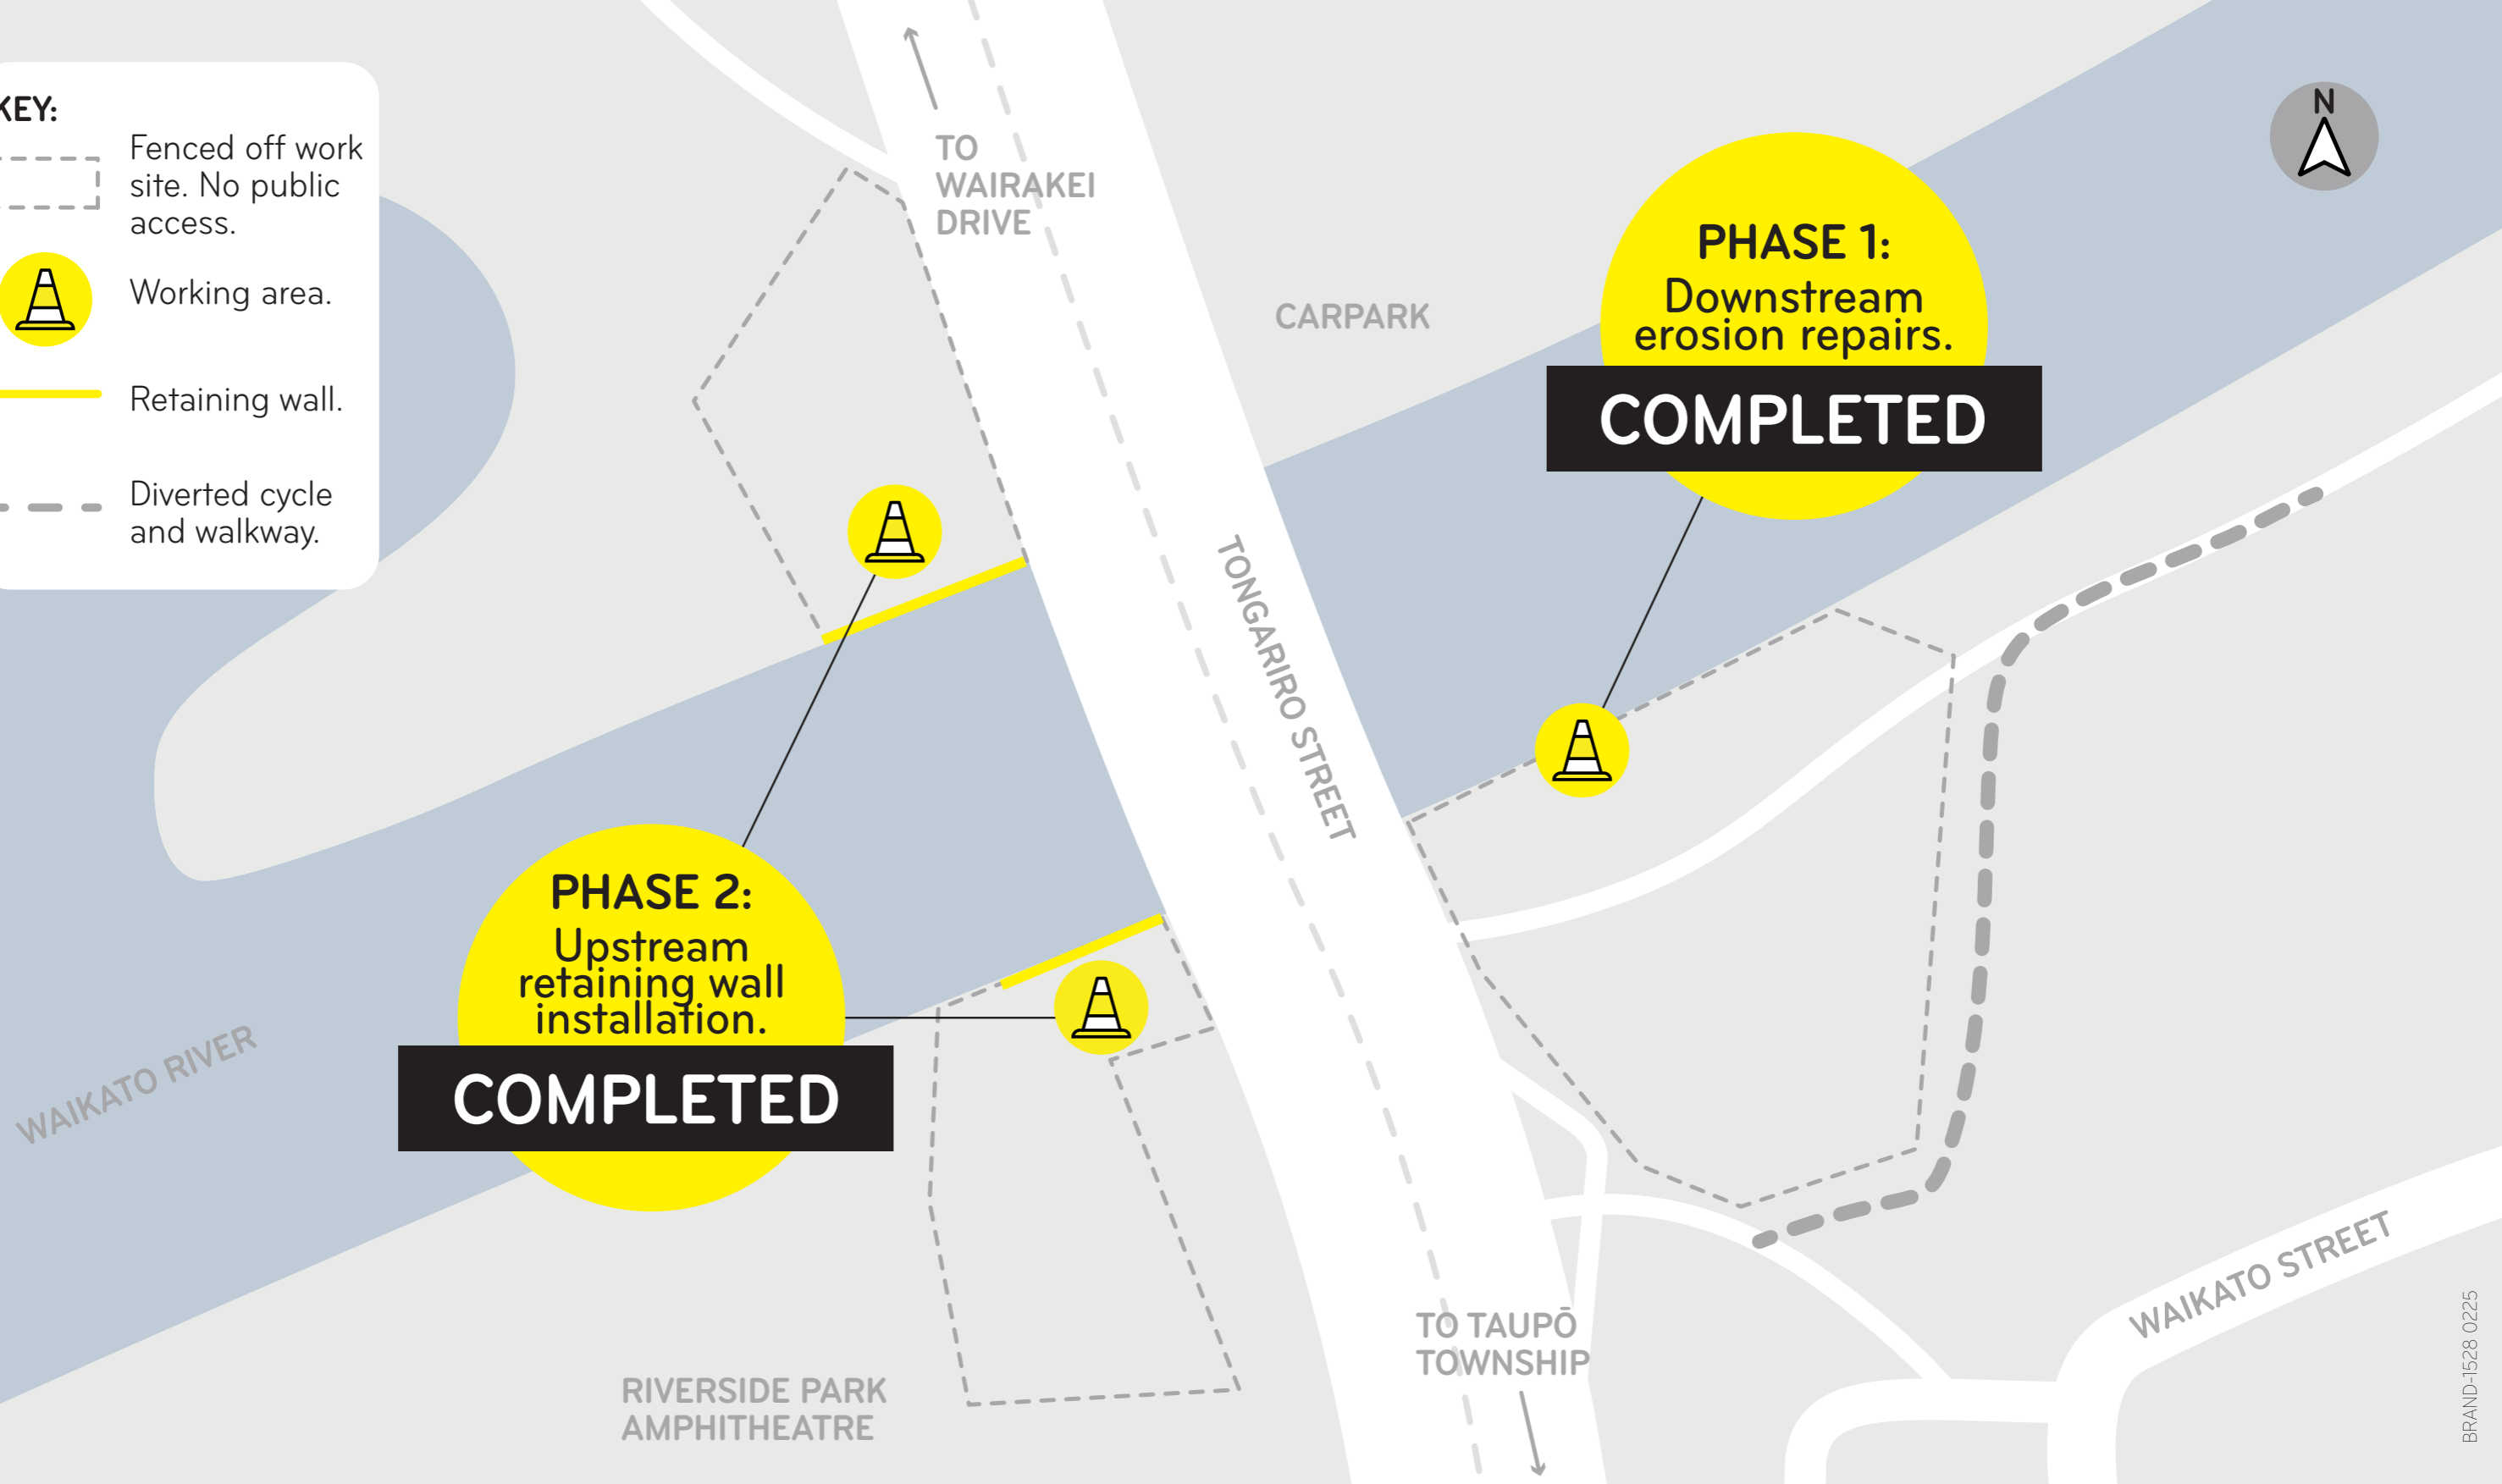 KEY:
Fenced off work
site. No public
access.
Working area.
Retaining wall.
Diverted cycle
and walkway.
TO
WAIRAKEI
DRIVE
CARPARK
N
PHASE 1:
Downstream
erosion repairs.
COMPLETED
TONGARIRO STREET
PHASE 2:
Upstream
retaining wall
installation.
COMPLETED
WAIKATO RIVER
RIVERSIDE PARK
AMPHITHEATRE
TO TAUPŌ
TOWNSHIP
WAIKATO STREET
BRAND-1528 0225